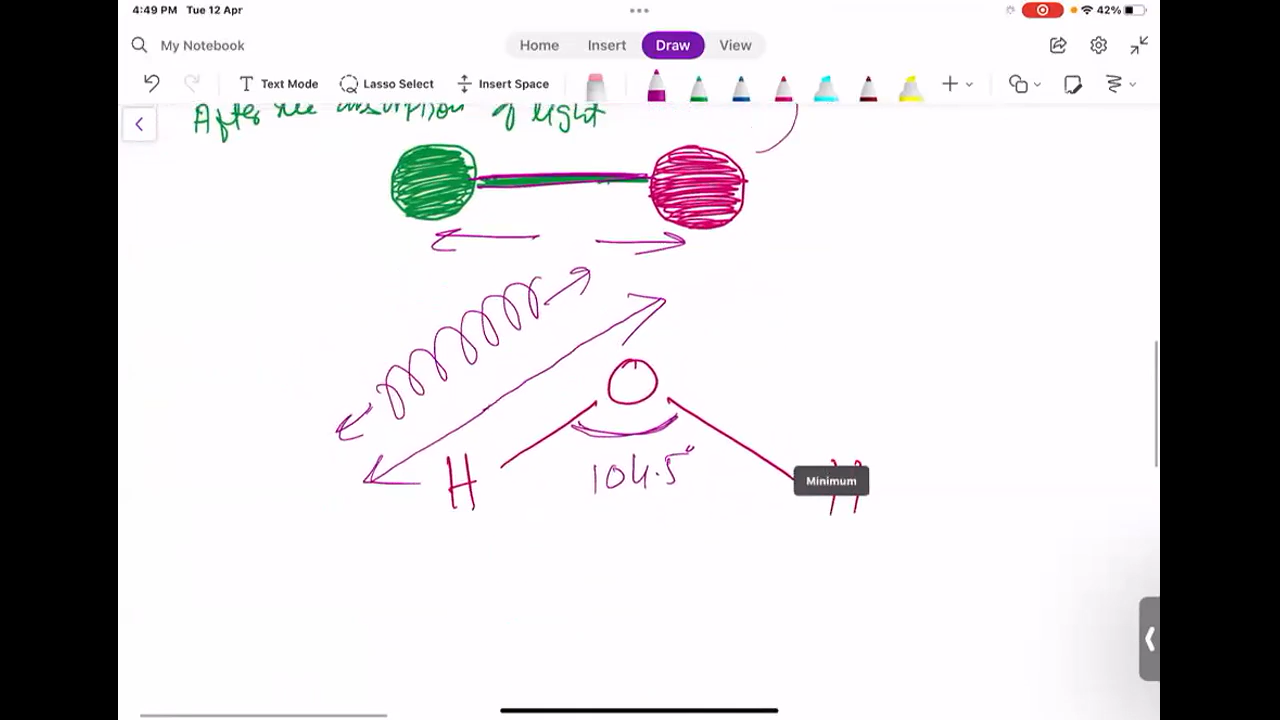 4:49 PM Tue 12 Apr
42%
My Notebook
Home Insert Draw View
Text Mode Lasso Select Insert Space
After the absorption of light
O
104.5°
H
Minimum
H